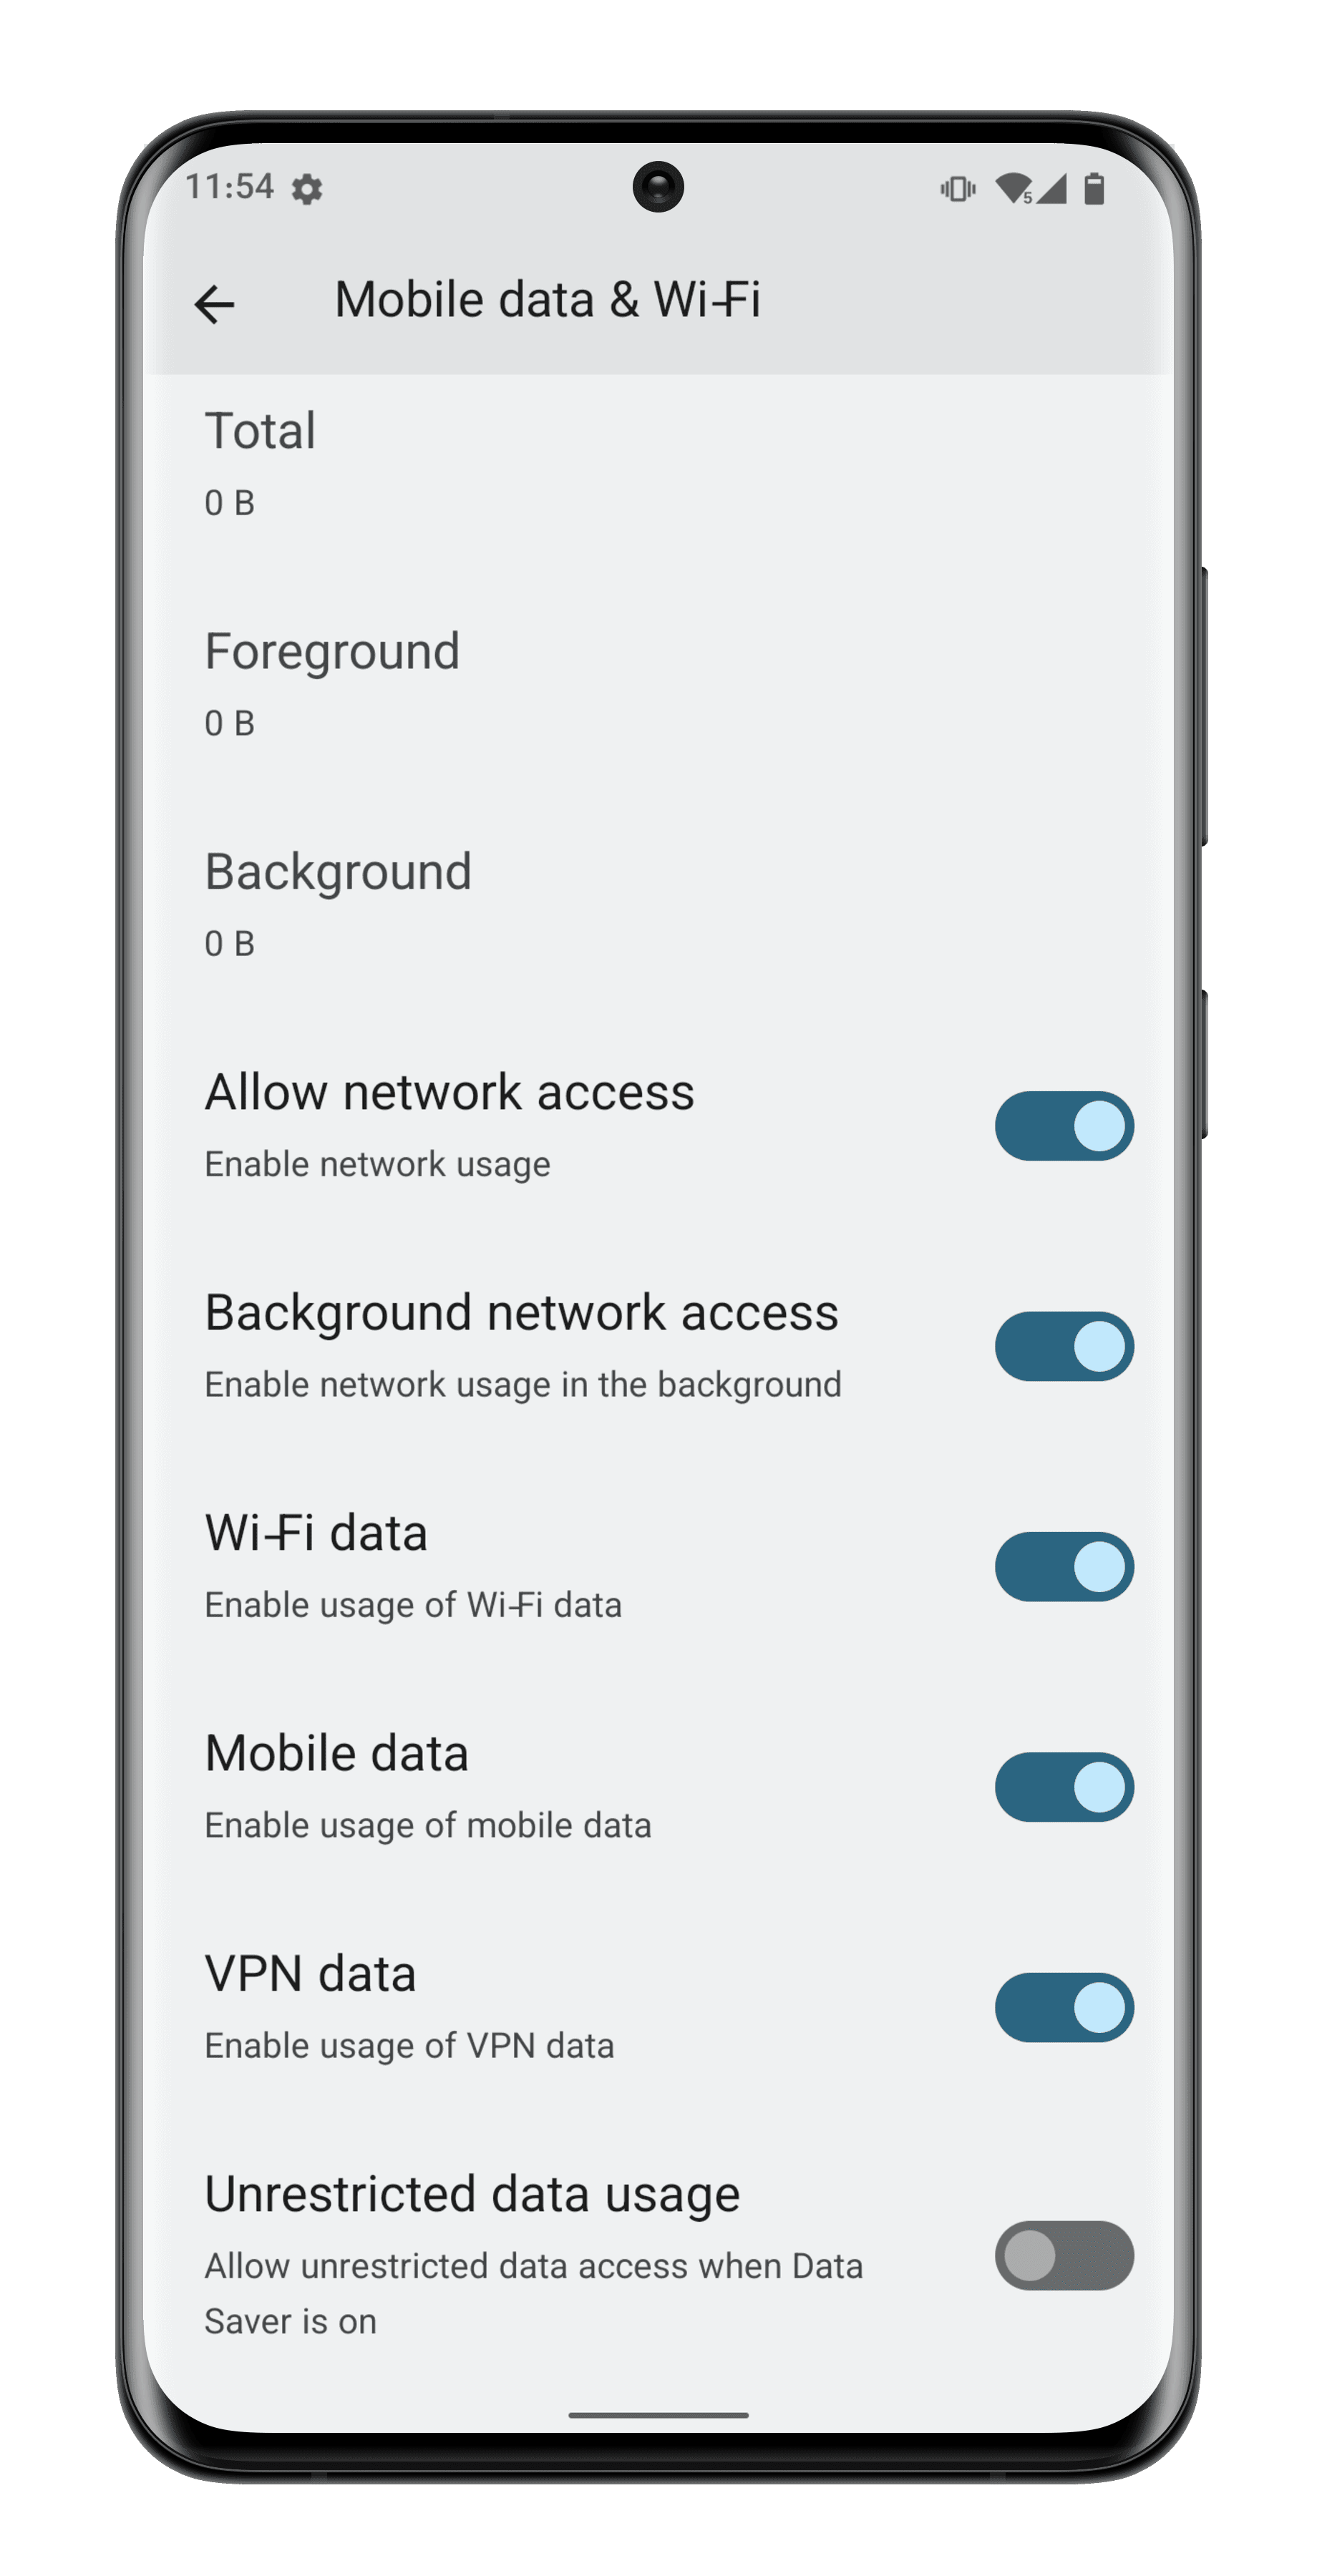 11:54
5
Mobile data & Wi-Fi
Total
0 B
Foreground
0 B
Background
0 B
Allow network access
Enable network usage
Background network access
Enable network usage in the background
Wi-Fi data
Enable usage of Wi-Fi data
Mobile data
Enable usage of mobile data
VPN data
Enable usage of VPN data
Unrestricted data usage
Allow unrestricted data access when Data
Saver is on